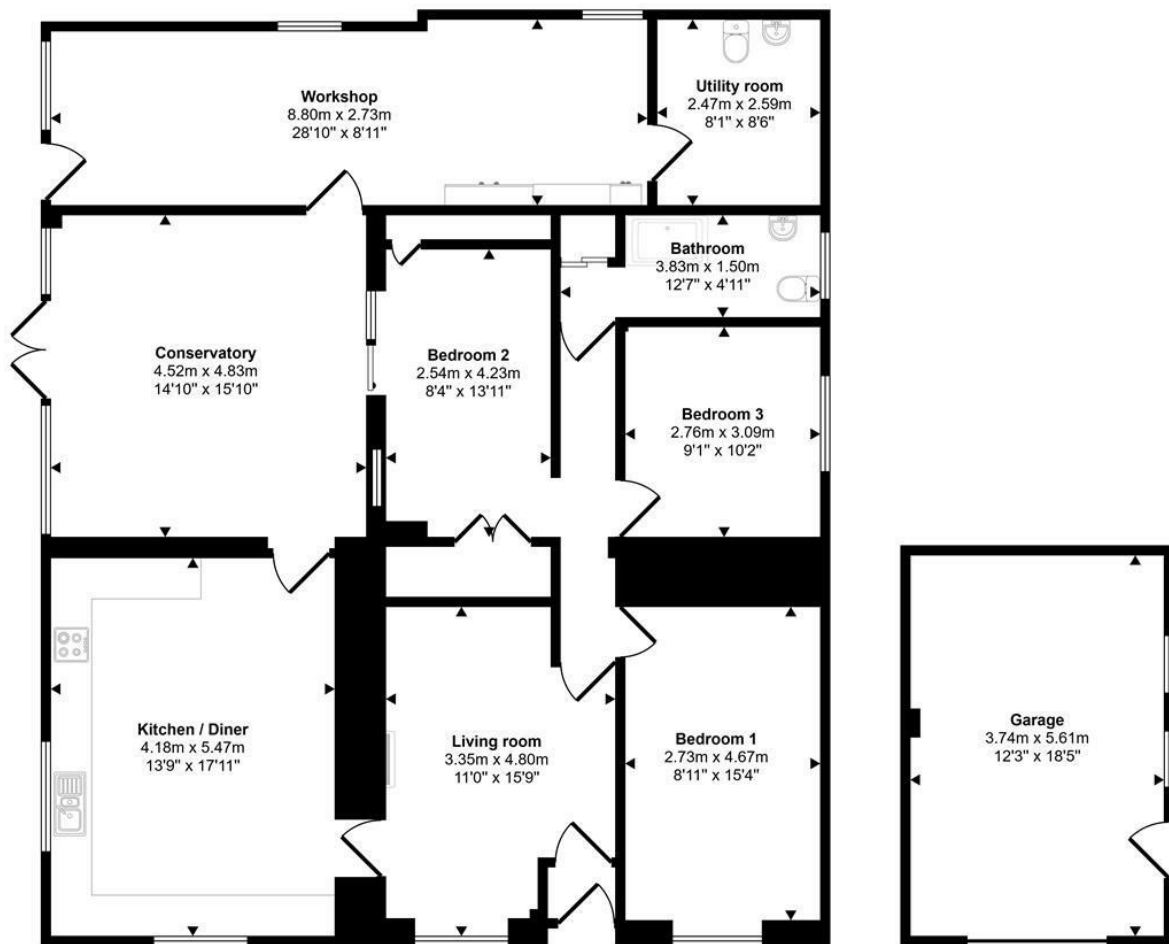 Workshop
8.80m x 2.73m
28'10" x 8'11"
Utility room
2.47m x 2.59m
8'1" x 8'6"
Bathroom
3.83m x 1.50m
12'7" x 4'11"
Conservatory
4.52m x 4.83m
14'10" x 15'10"
Bedroom 2
2.54m x 4.23m
8'4" x 13'11"
Bedroom 3
2.76m x 3.09m
9'1" x 10'2"
Kitchen / Diner
4.18m x 5.47m
13'9" x 17'11"
Living room
3.35m x 4.80m
11'0" x 15'9"
Bedroom 1
2.73m x 4.67m
8'11" x 15'4"
Garage
3.74m x 5.61m
12'3" x 18'5"